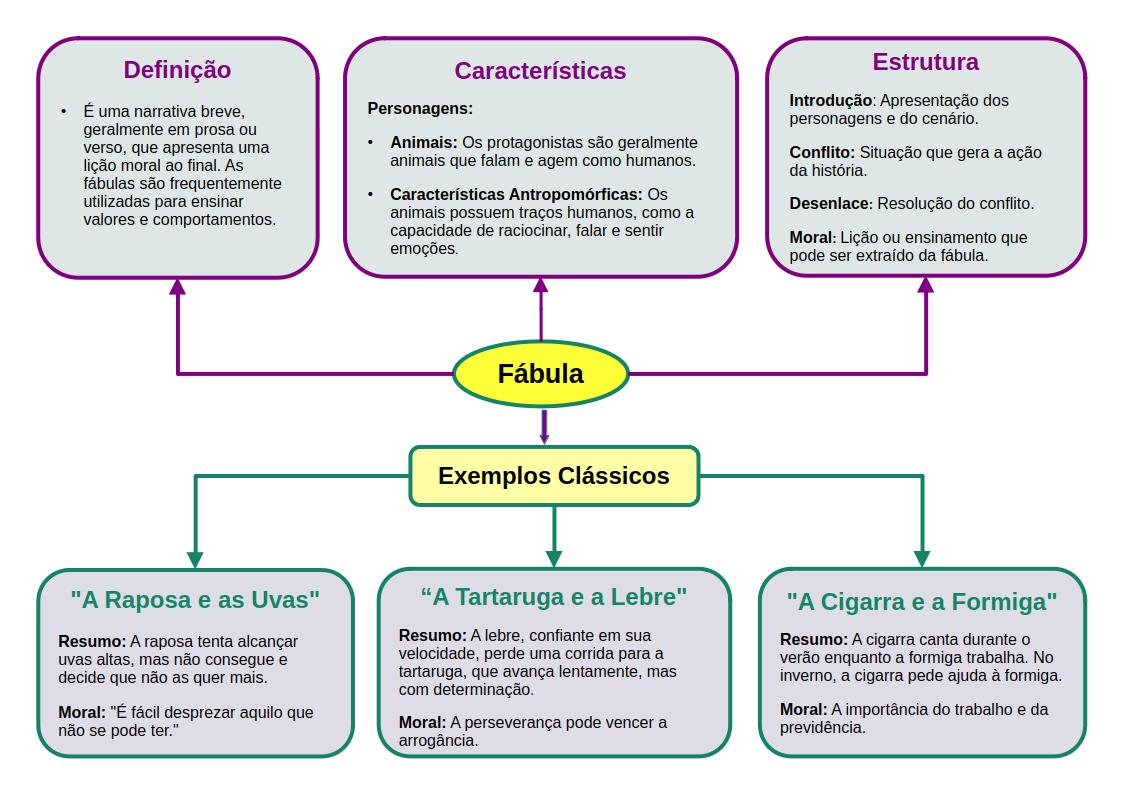 Definição
• É uma narrativa breve,
geralmente em prosa ou
verso, que apresenta uma
lição moral ao final. As
fábulas são frequentemente
utilizadas para ensinar
valores e comportamentos.
Características
Personagens:
• Animais: Os protagonistas são geralmente
animais que falam e agem como humanos.
• Características Antropomórficas: Os
animais possuem traços humanos, como a
capacidade de raciocinar, falar e sentir
emoções.
Estrutura
Introdução: Apresentação dos
personagens e do cenário.
Conflito: Situação que gera a ação
da história.
Desenlace: Resolução do conflito.
Moral: Lição ou ensinamento que
pode ser extraído da fábula.
Fábula
Exemplos Clássicos
"A Raposa e as Uvas"
Resumo: A raposa tenta alcançar
uvas altas, mas não consegue e
decide que não as quer mais.
Moral: "É fácil desprezar aquilo que
não se pode ter."
“A Tartaruga e a Lebre"
Resumo: A lebre, confiante em sua
velocidade, perde uma corrida para a
tartaruga, que avança lentamente, mas
com determinação.
Moral: A perseverança pode vencer a
arrogância.
"A Cigarra e a Formiga"
Resumo: A cigarra canta durante o
verão enquanto a formiga trabalha. No
inverno, a cigarra pede ajuda à formiga.
Moral: A importância do trabalho e da
previdência.